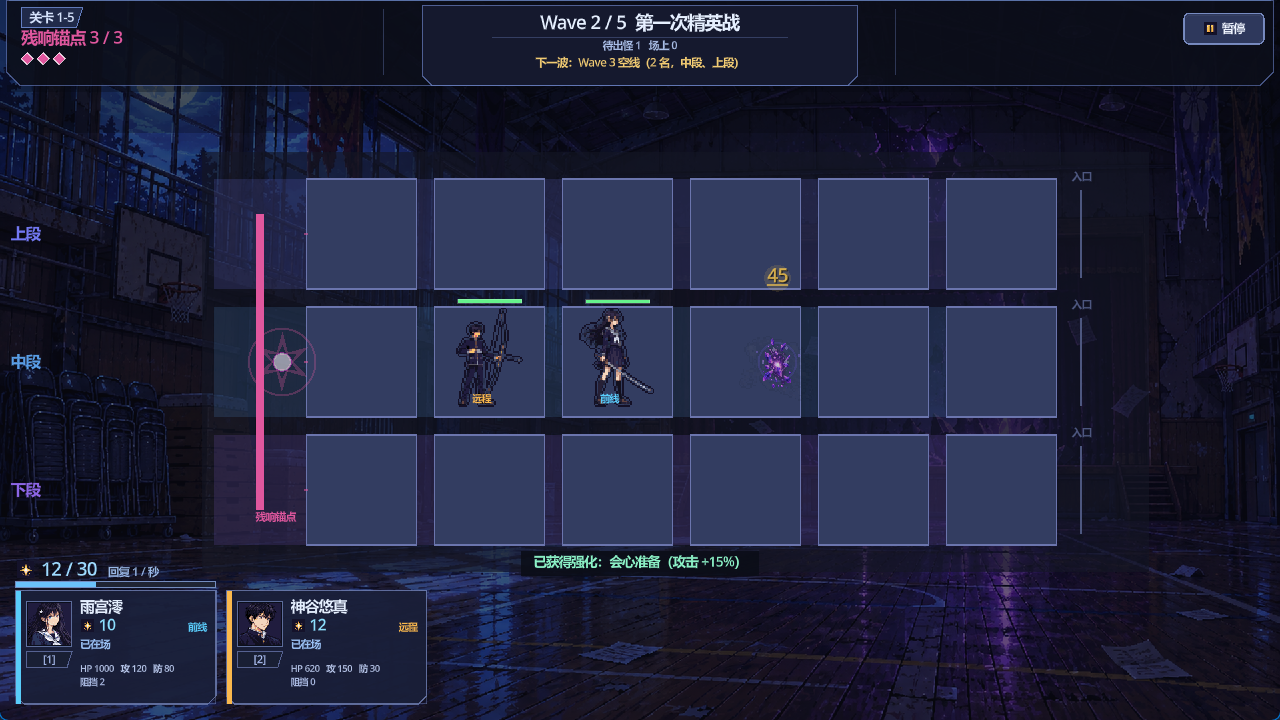 关卡 1-5
残响锚点 3 / 3
Wave 2 / 5 第一次精英战
待出怪 1 场上 0
下一波：Wave 3 空线（2 名，中段、上段）
暂停
入口
上段
45
入口
中段
远程
前线
入口
下段
残响锚点
已获得强化：会心准备（攻击 +15%）
12 / 30 回复 1 / 秒
雨宫澪
10
前线
已在场
[1]
HP 1000 攻 120 防 80
阻挡 2
神谷悠真
12
远程
已在场
[2]
HP 620 攻 150 防 30
阻挡 0